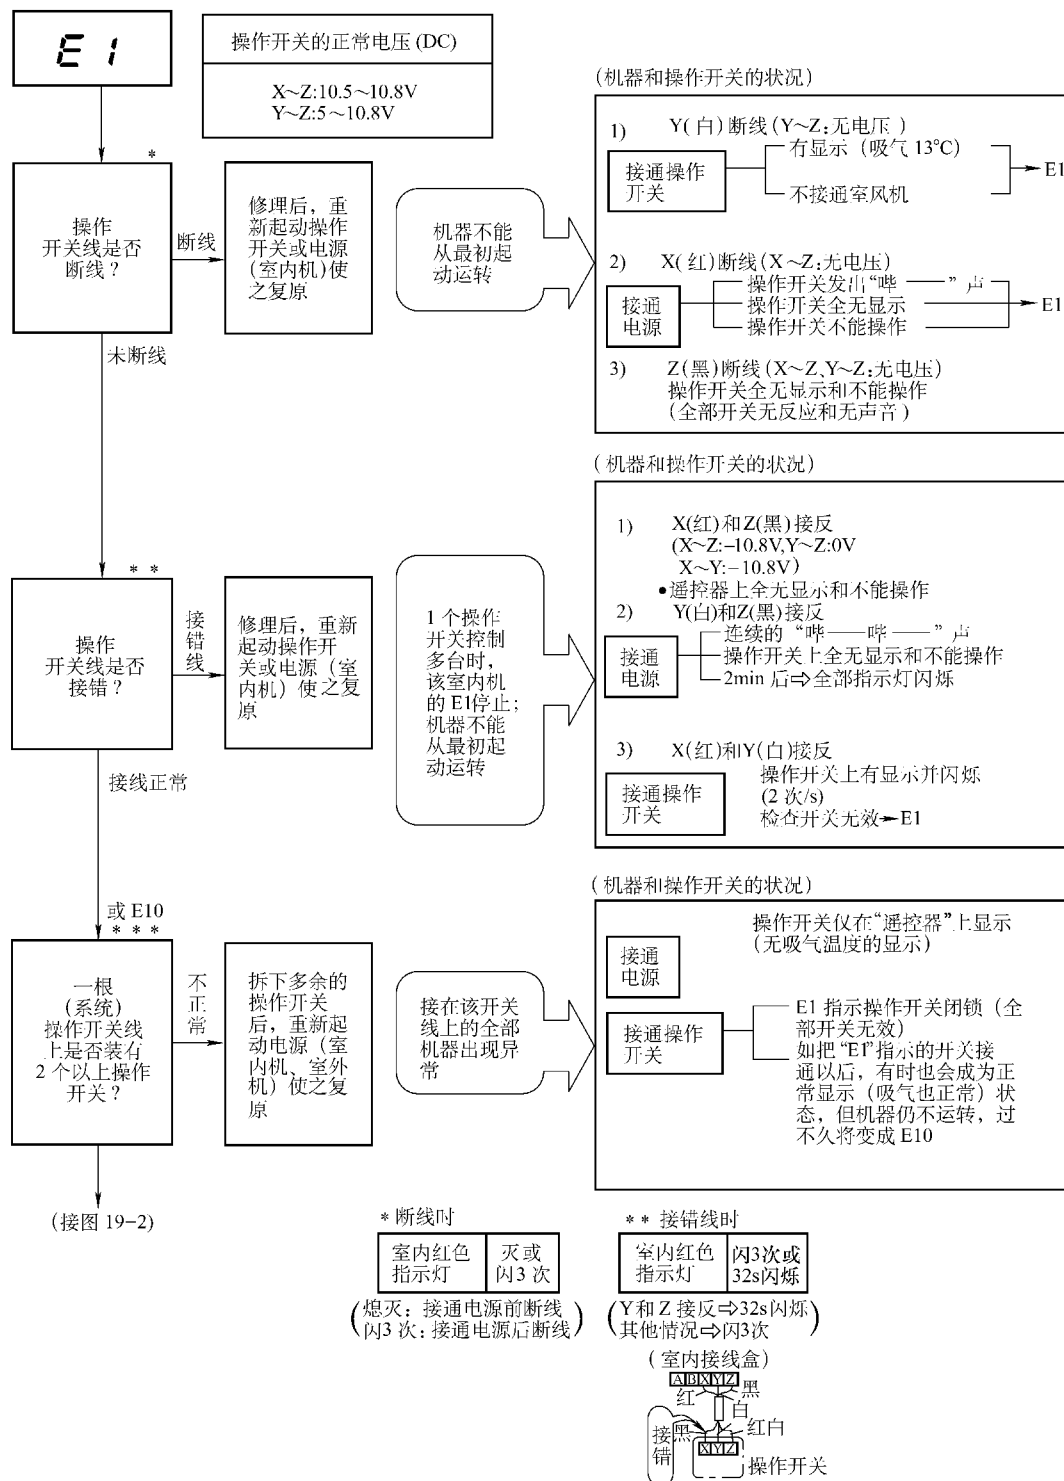 E1
操作开关的正常电压(DC)
X～Z:10.5～10.8V
Y～Z:5～10.8V
*
操作
开关线是否
断线？
断线
修理后，重
新起动操作
开关或电源
(室内机)使
之复原
机器不能
从最初起
动运转
(机器和操作开关的状况)
1) Y(白)断线(Y～Z:无电压)
接通操作
开关
有显示（吸气13℃）
不接通室风机
E1
2) X(红)断线(X～Z:无电压)
接通
电源
操作开关发出“哔——”声
操作开关全无显示
操作开关不能操作
E1
3) Z(黑)断线(X～Z、Y～Z:无电压)
操作开关全无显示和不能操作
(全部开关无反应和无声音)
未断线
* *
操作
开关线是否
接错？
接错线
修理后，重新
起动操作开
关或电源（室
内机）使之复
原
1个操作
开关控制
多台时，
该室内机
的E1停止；
机器不能
从最初起
动运转
(机器和操作开关的状况)
1) X(红)和Z(黑)接反
(X～Z:-10.8V,Y～Z:0V
X～Y:-10.8V)
●遥控器上全无显示和不能操作
2) Y(白)和Z(黑)接反
接通
电源
连续的“哔——哔——”声
操作开关上全无显示和不能操作
2min后⇨全部指示灯闪烁
3) X(红)和Y(白)接反
接通操作
开关
操作开关上有显示并闪烁
(2次/s)
检查开关无效→E1
接线正常
或E10
* * *
一根
(系统)
操作开关线
上是否装有
2个以上操作
开关？
不正常
拆下多余的
操作开关
后，重新起
动电源（室
内机、室外
机）使之复
原
接在该开关
线上的全部
机器出现异
常
(机器和操作开关的状况)
接通
电源
操作开关仅在“遥控器”上显示
(无吸气温度的显示)
接通操作
开关
E1指示操作开关闭锁（全
部开关无效）
如把“E1”指示的开关接
通以后，有时也会成为正
常显示（吸气也正常）状
态，但机器仍不运转，过
不久将变成E10
(接图19-2)
* 断线时
室内红色
指示灯
灭或
闪3次
(熄灭：接通电源前断线
闪3次：接通电源后断线)
* * 接错线时
室内红色
指示灯
闪3次或
32s闪烁
(Y和Z接反⇨32s闪烁
其他情况⇨闪3次)
(室内接线盒)
A B X Y Z
红
黑
白
黑
红白
接错
X Y Z
操作开关